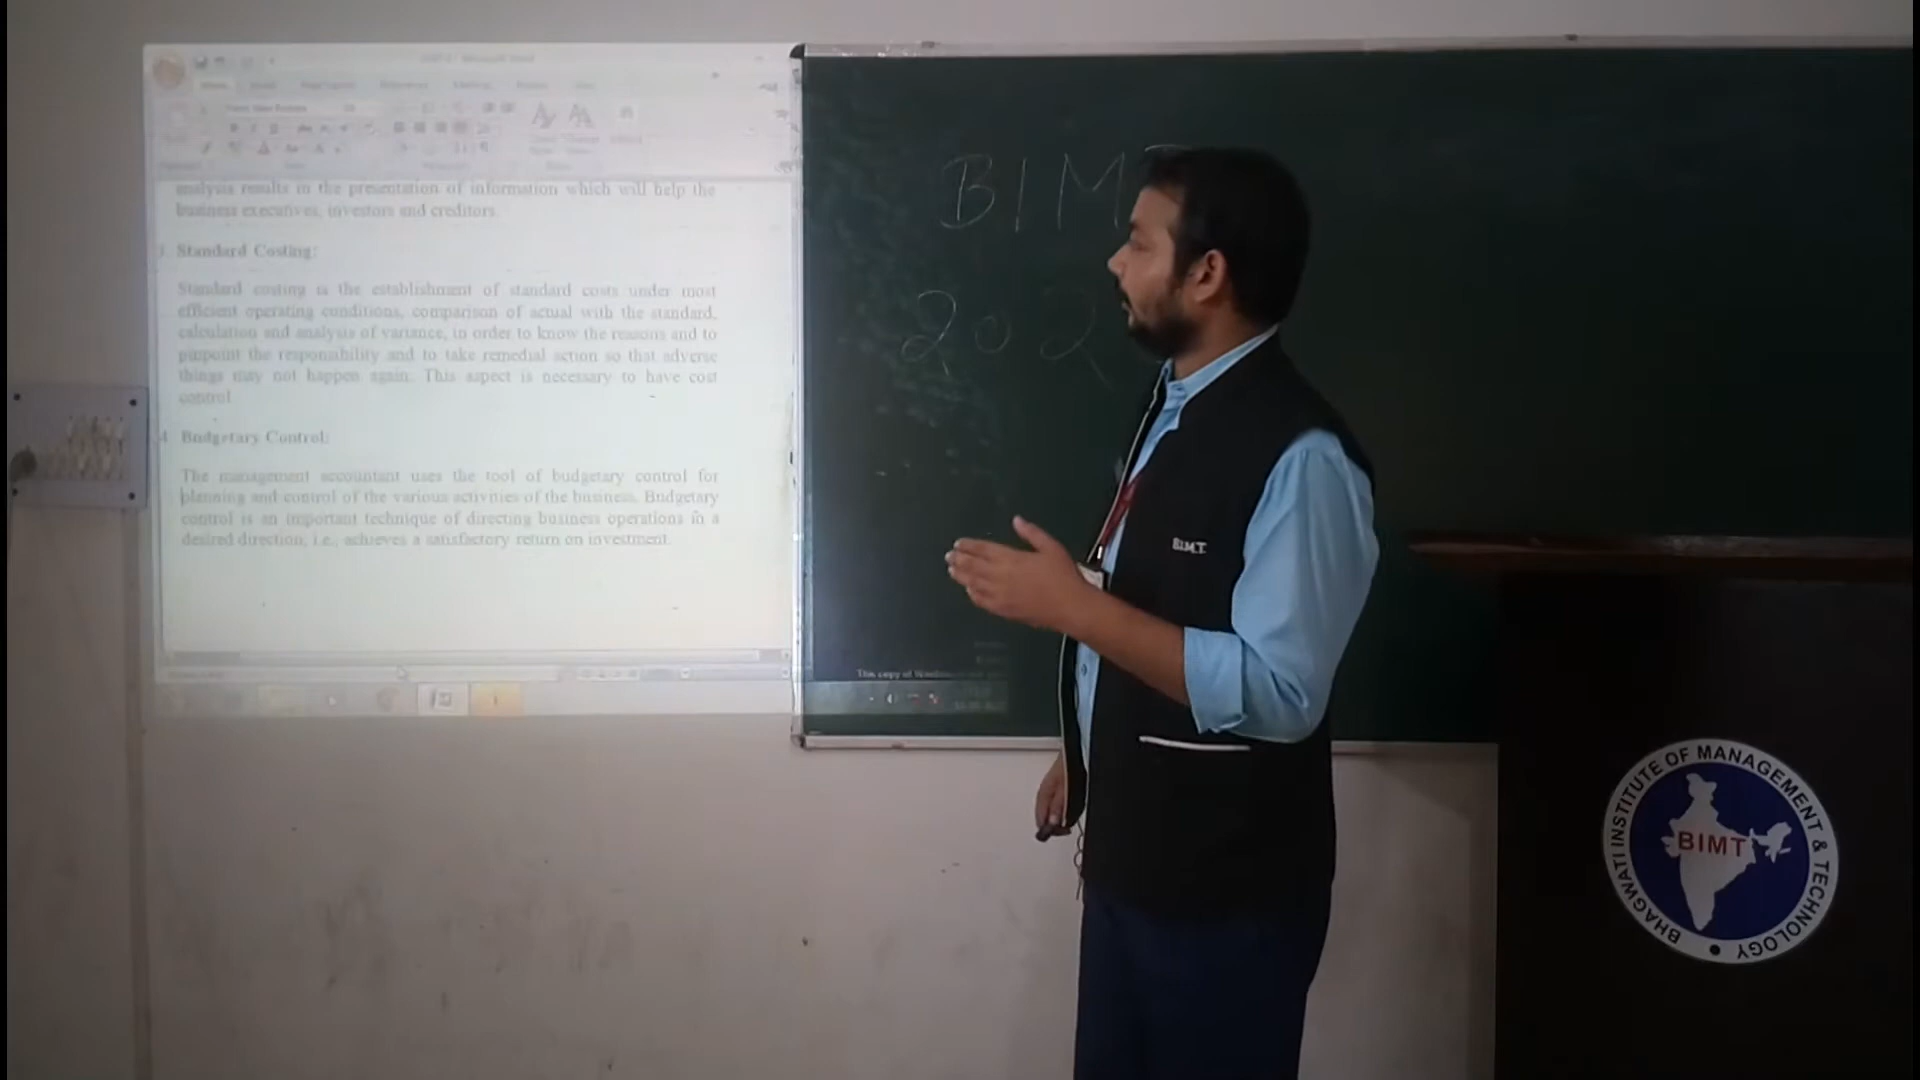 analysis results in the presentation of information which will help the
business executives, investors and creditors.
3 Standard Costing:
Standard costing is the establishment of standard costs under most
efficient operating conditions, comparison of actual with the standard,
calculation and analysis of variance, in order to know the reasons and to
pinpoint the responsibility and to take remedial action so that adverse
things may not happen again. This aspect is necessary to have cost
control
4 Budgetary Control:
The management accountant uses the tool of budgetary control for
planning and control of the various activities of the business. Budgetary
control is an important technique of directing business operations in a
desired direction, i.e., achieves a satisfactory return on investment.
BIM
202
This copy of
B.I.M.T.
BHAGWATI INSTITUTE OF MANAGEMENT & TECHNOLOGY
BIMT